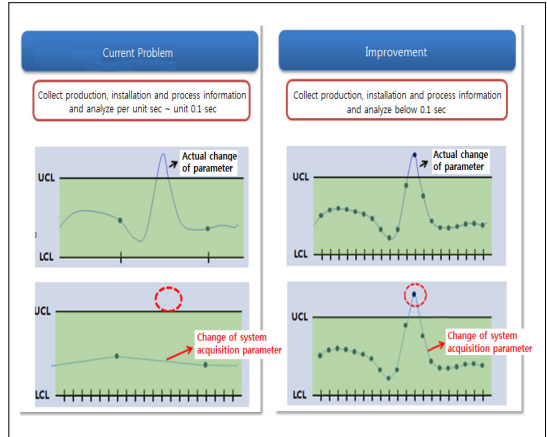 Current Problem
Collect production, installation and process information
and analyze per unit sec ~ unit 0.1 sec
Actual change
of parameter
UCL
LCL
UCL
Change of system
acquisition parameter
LCL
Improvement
Collect production, installation and process information
and analyze below 0.1 sec
Actual change
of parameter
UCL
LCL
UCL
Change of system
acquisition parameter
LCL